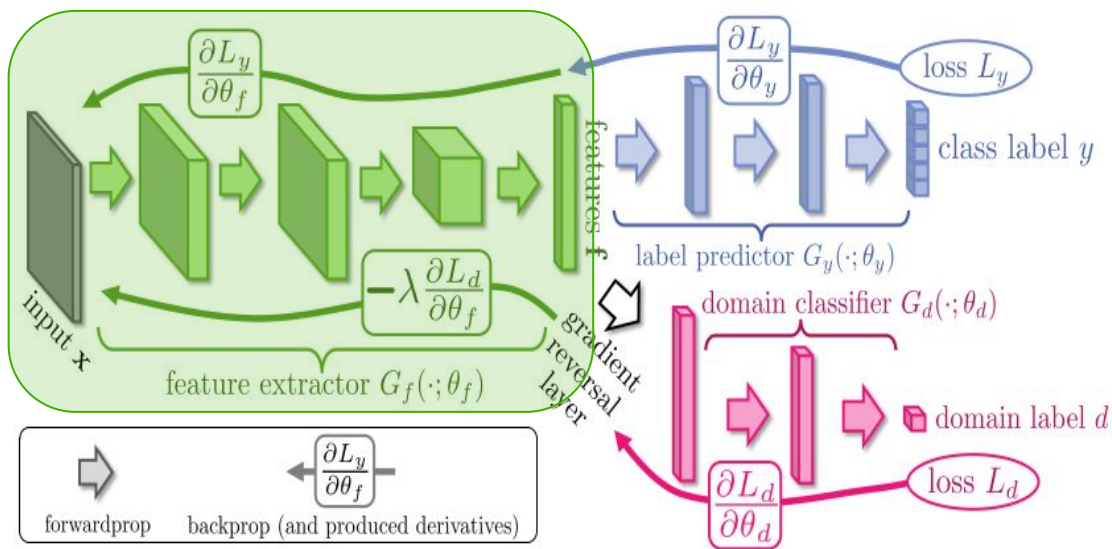 ∂L_y/∂θ_f
∂L_y/∂θ_y
loss L_y
features f
class label y
label predictor G_y(·; θ_y)
input x
−λ ∂L_d/∂θ_f
feature extractor G_f(·; θ_f)
gradient
reversal
layer
domain classifier G_d(·; θ_d)
domain label d
∂L_d/∂θ_d
loss L_d
∂L_y/∂θ_f
forwardprop
backprop (and produced derivatives)